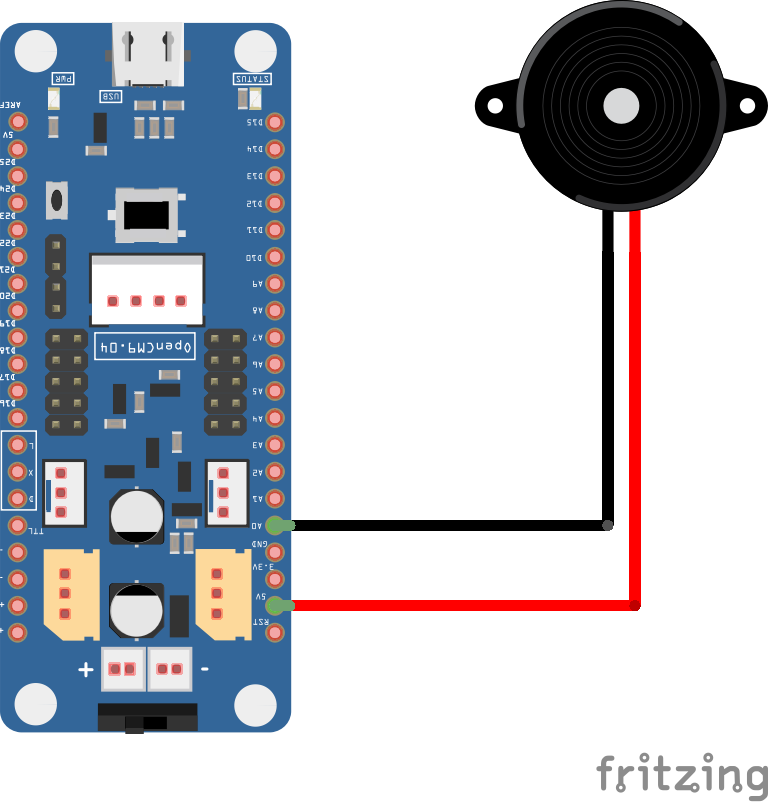 PWR
USB
STATUS
AREF
5V
D25
D24
D23
D22
D21
D20
D19
D18
D17
D16
D15
D14
D13
D12
D11
D10
A9
A8
A7
A6
A5
A4
A3
A2
A1
A0
GND
3.3V
5V
RST
OpenCM9.04
L
X
D
TTL
+
-
fritzing